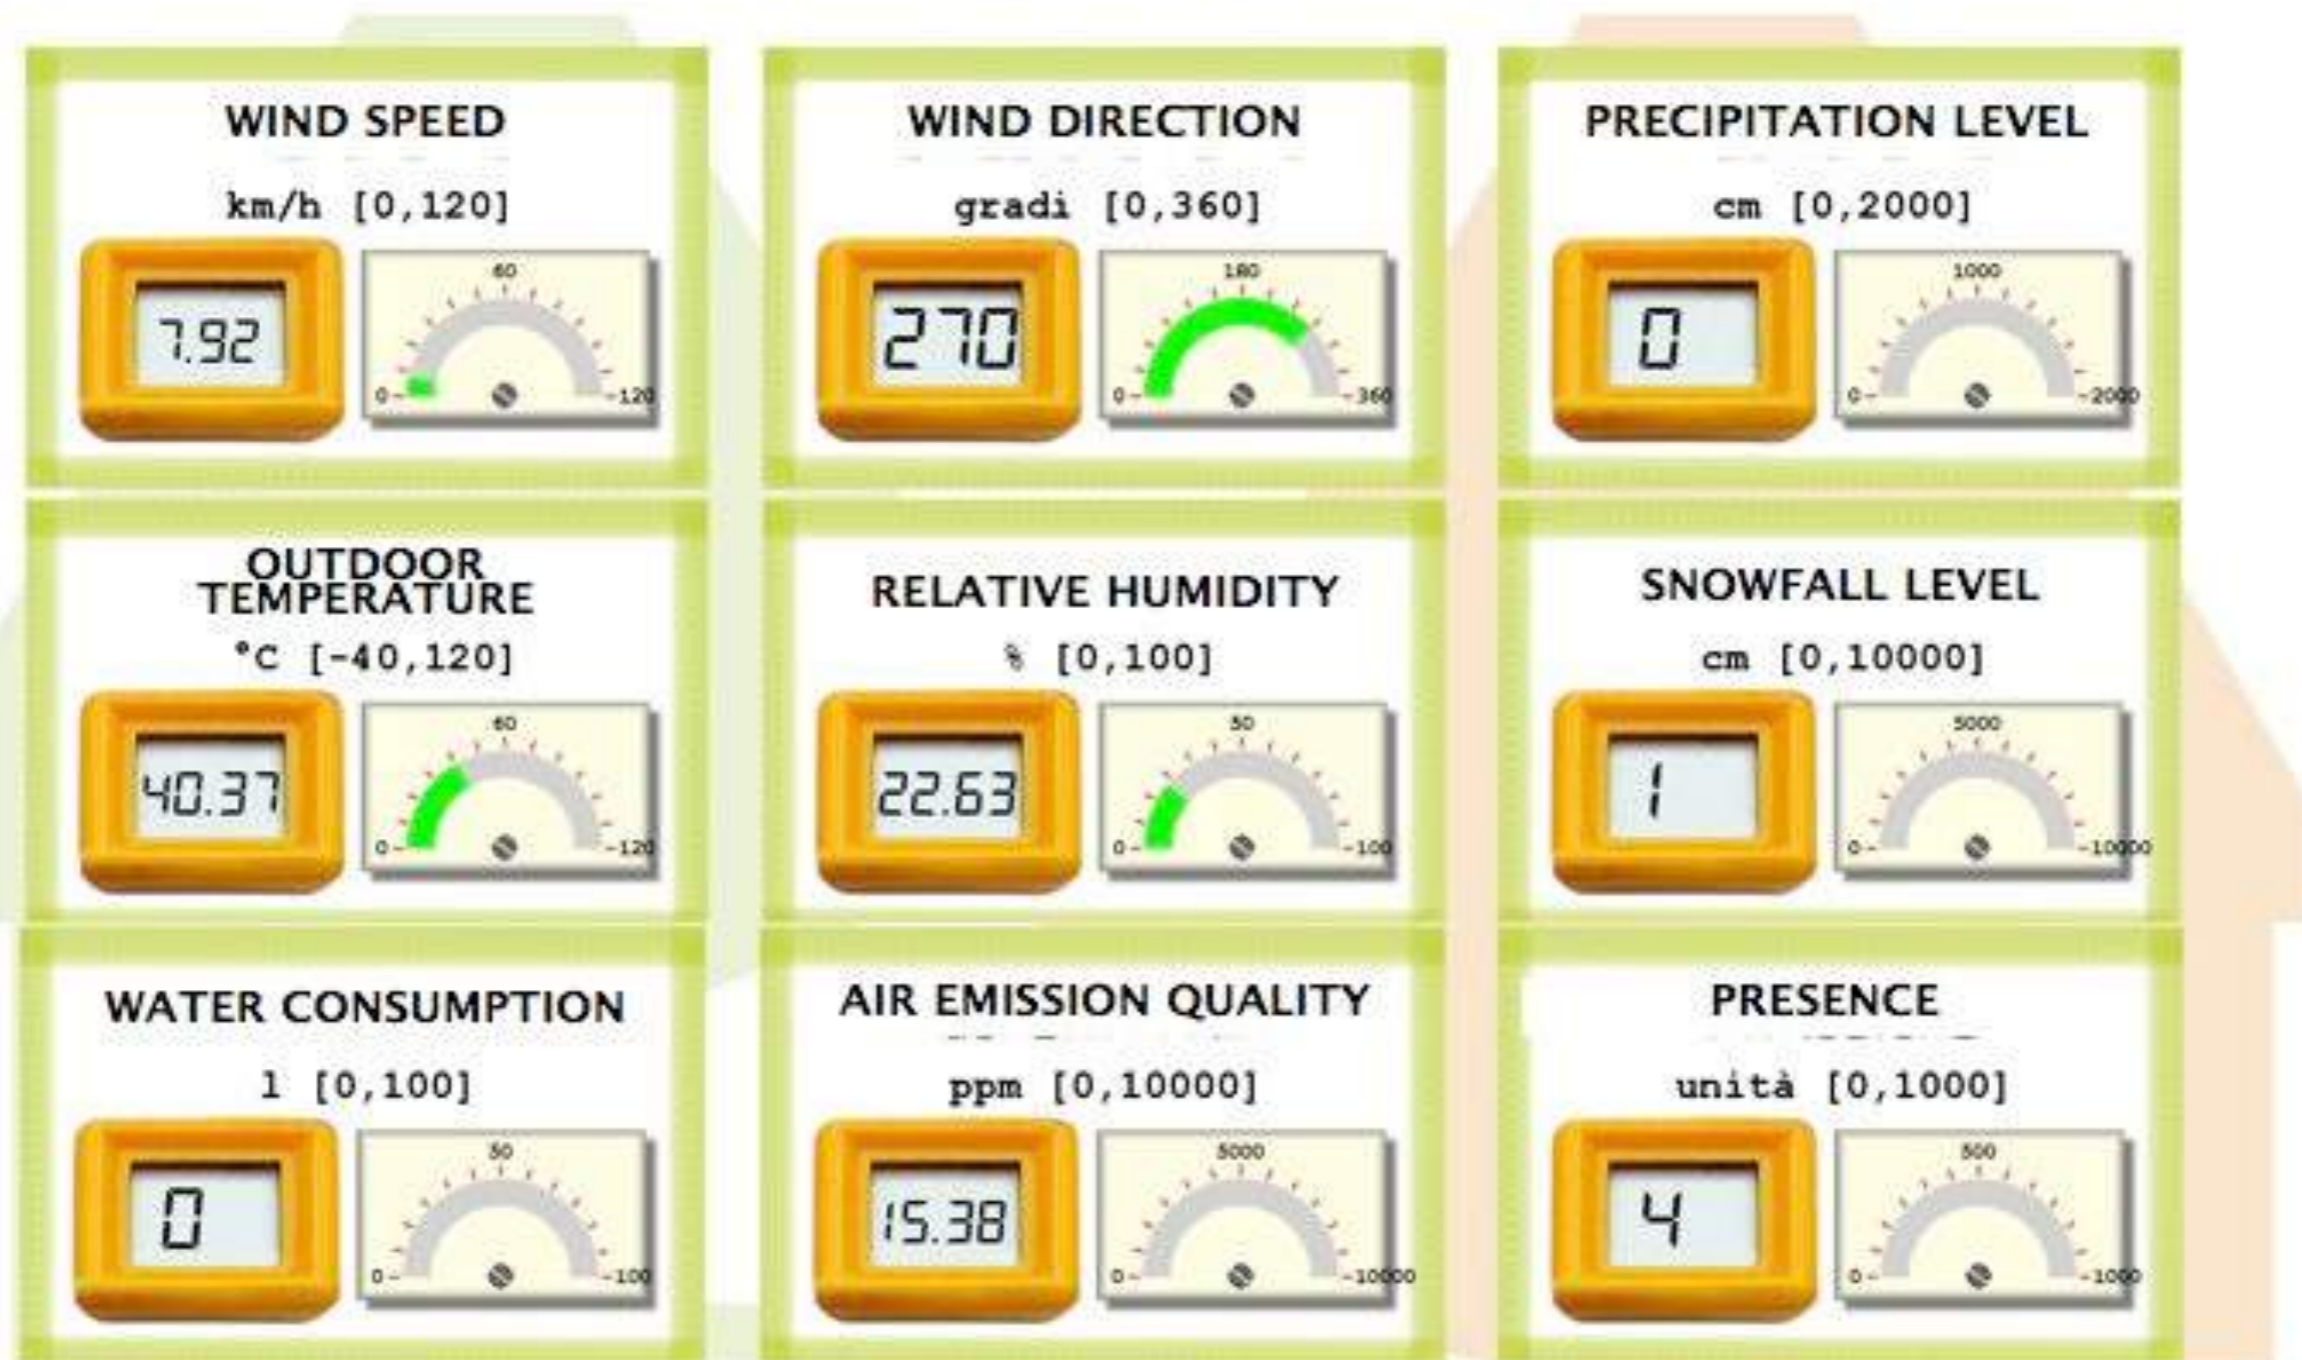 WIND SPEED
km/h [0,120]
7.92
60
0
120
WIND DIRECTION
gradi [0,360]
270
180
0
360
PRECIPITATION LEVEL
cm [0,2000]
0
1000
0
2000
OUTDOOR
TEMPERATURE
°C [-40,120]
40.37
60
0
120
RELATIVE HUMIDITY
% [0,100]
22.63
50
0
100
SNOWFALL LEVEL
cm [0,10000]
1
5000
0
10000
WATER CONSUMPTION
l [0,100]
0
50
0
100
AIR EMISSION QUALITY
ppm [0,10000]
15.38
5000
0
10000
PRESENCE
unità [0,1000]
4
500
0
1000